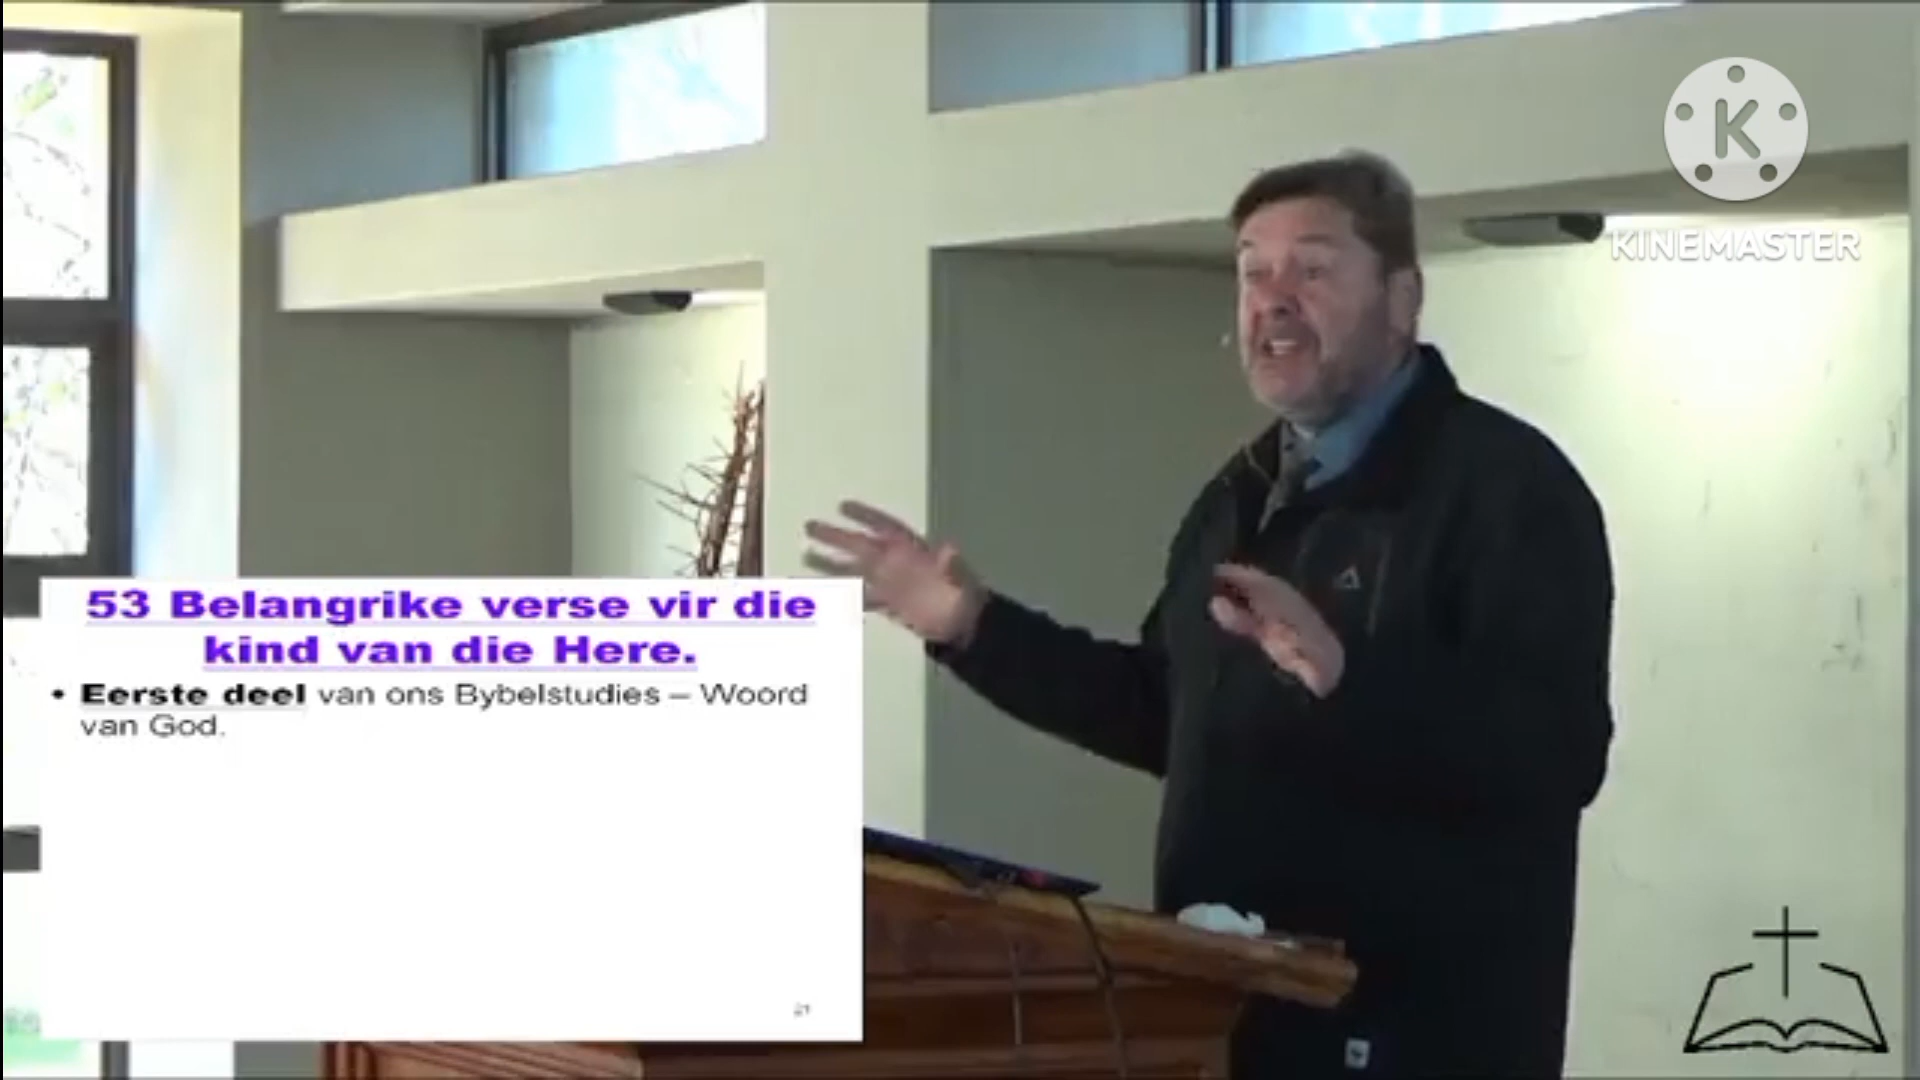 K
KINEMASTER
53 Belangrike verse vir die
kind van die Here.
• Eerste deel van ons Bybelstudies – Woord
van God.
21